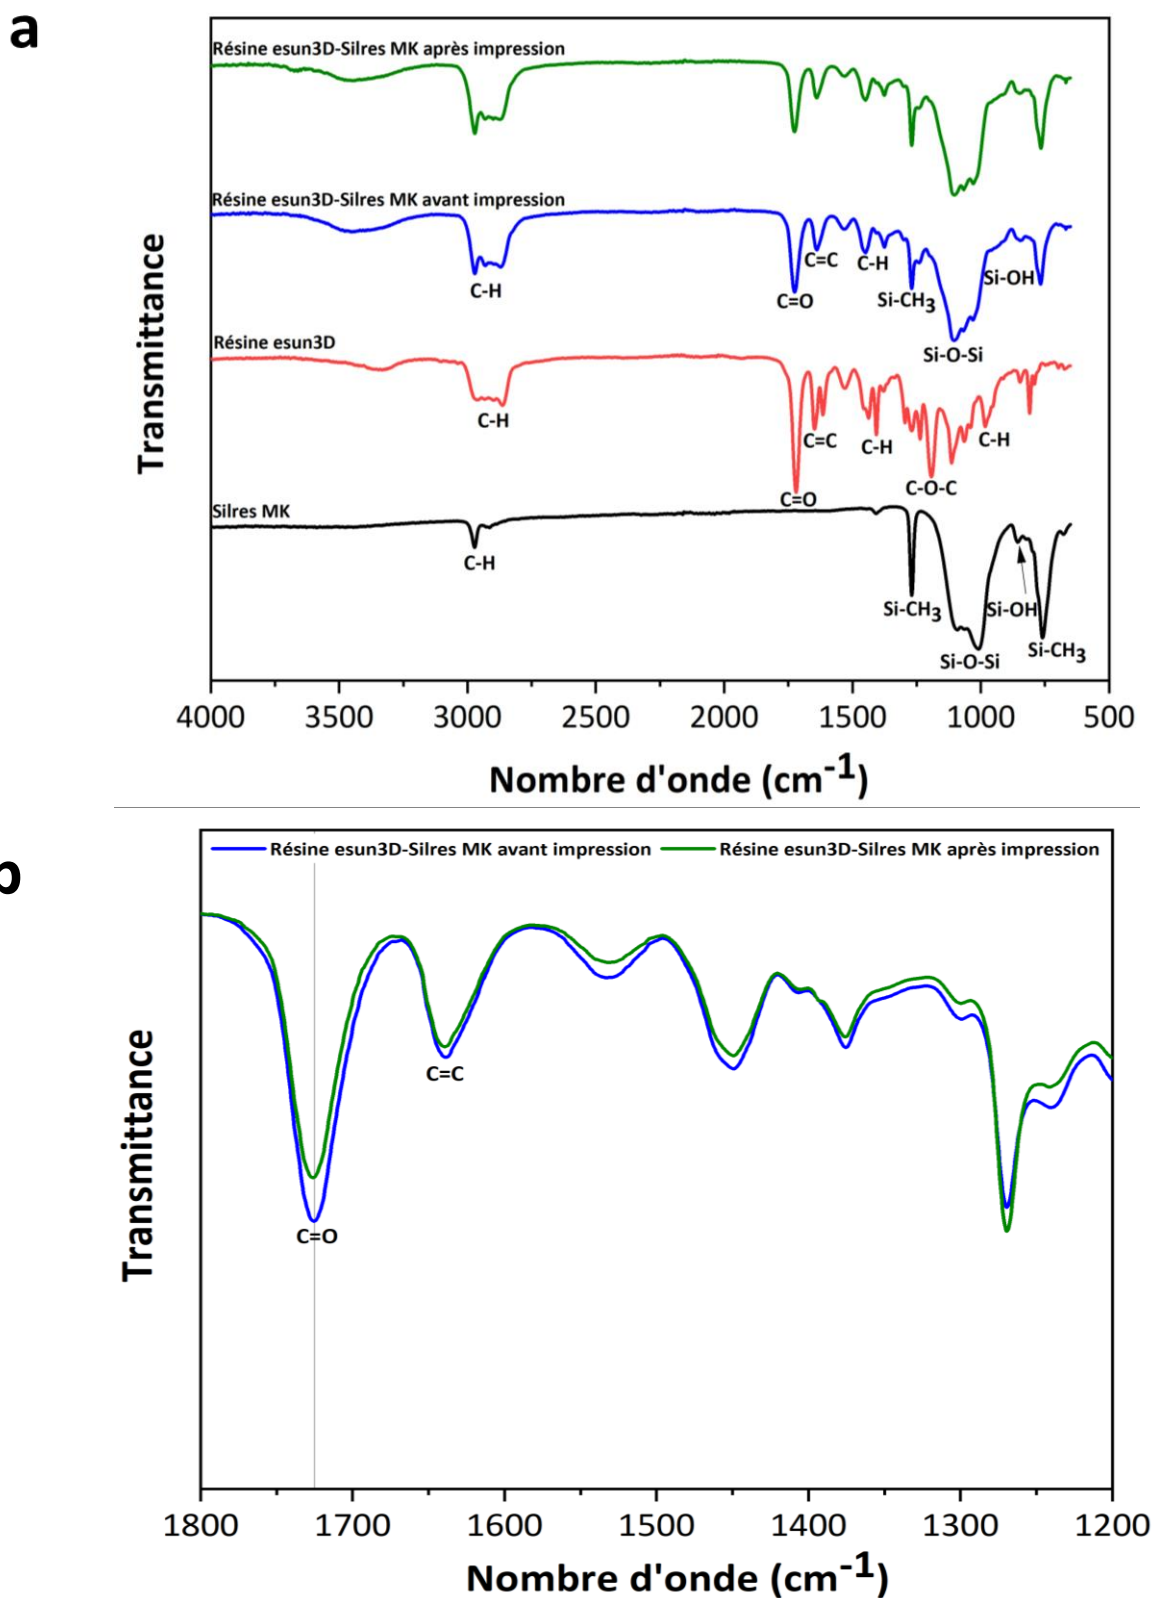 a
Résine esun3D-Silres MK après impression
Résine esun3D-Silres MK avant impression
C-H
C=O
C=C
C-H
Si-CH3
Si-O-Si
Si-OH
Résine esun3D
C-H
C=O
C=C
C-H
C-O-C
C-H
Silres MK
C-H
Si-CH3
Si-O-Si
Si-OH
Si-CH3
Transmittance
4000 3500 3000 2500 2000 1500 1000 500
Nombre d'onde (cm-1)
b
Résine esun3D-Silres MK avant impression Résine esun3D-Silres MK après impression
C=O
C=C
Transmittance
1800 1700 1600 1500 1400 1300 1200
Nombre d'onde (cm-1)